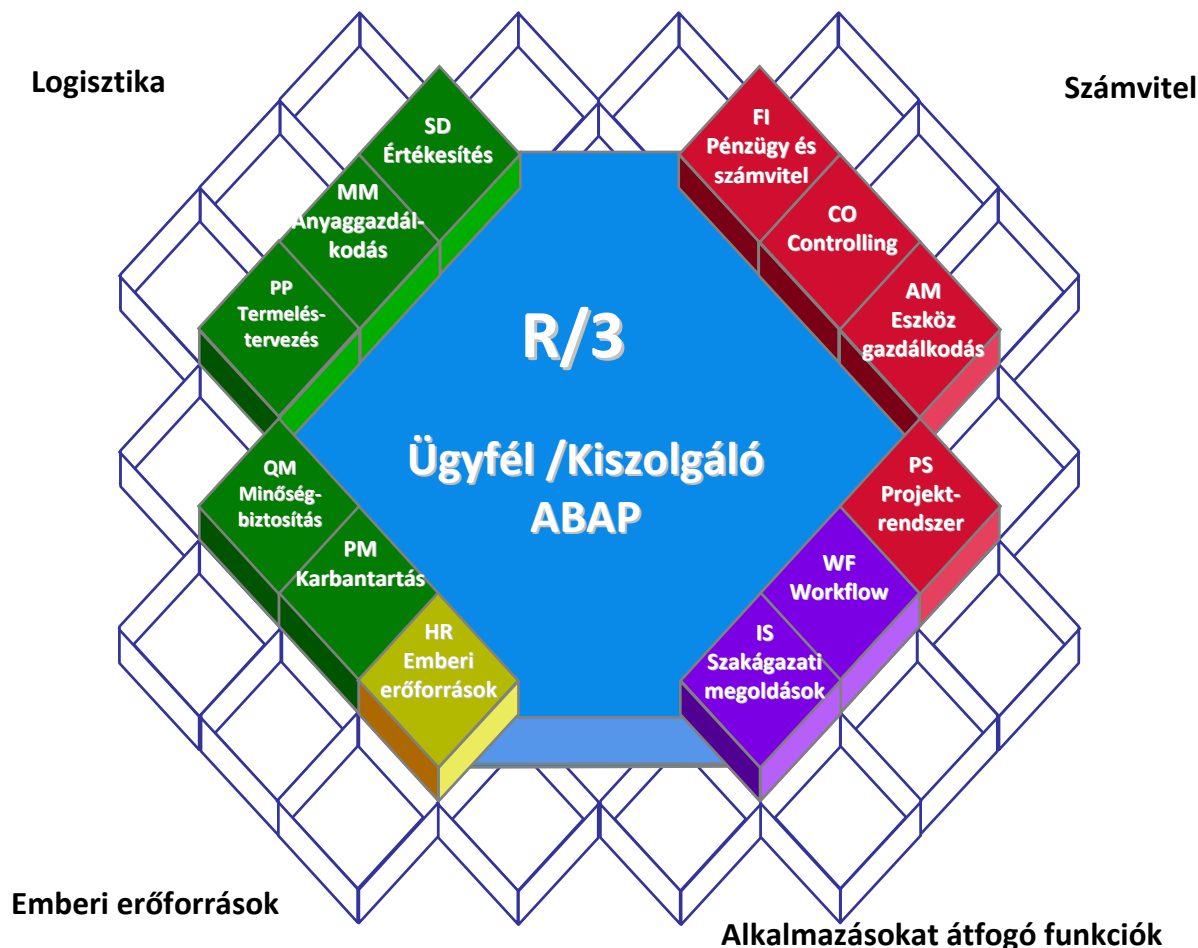 Logisztika
Számvitel
SD
Értékesítés
MM
Anyaggazdál-
kodás
PP
Termelés-
tervezés
FI
Pénzügy és
számvitel
CO
Controlling
AM
Eszköz
gazdálkodás
R/3
Ügyfél /Kiszolgáló
ABAP
QM
Minőség-
biztosítás
PM
Karbantartás
HR
Emberi
erőforrások
PS
Projekt-
rendszer
WF
Workflow
IS
Szakágazati
megoldások
Emberi erőforrások
Alkalmazásokat átfogó funkciók